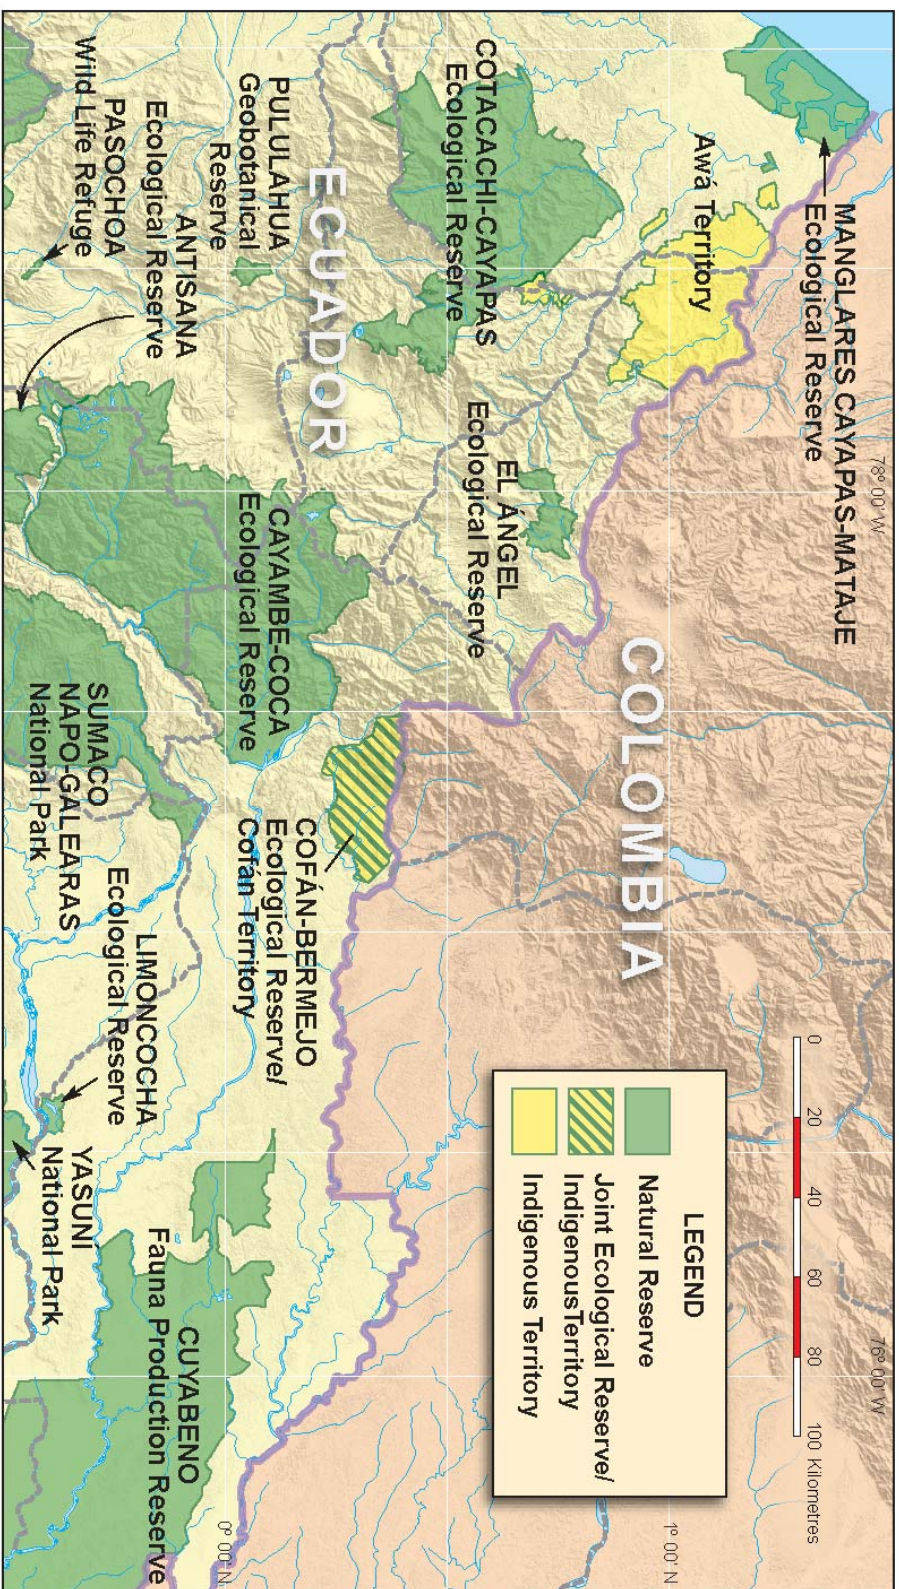 MANGLARES CAYAPAS-MATAJE
Ecological Reserve
78° 00' W
76° 00' W
0
20
40
60
80
100 Kilometres
Awá Territory
COLOMBIA
LEGEND
Natural Reserve
Joint Ecological Reserve/
IndigenousTerritory
Indigenous Territory
1° 00' N
COTACACHI-CAYAPAS
Ecological Reserve
EL ÁNGEL
Ecological Reserve
ECUADOR
PULULAHUA
Geobotanical
Reserve
CAYAMBE-COCA
Ecological Reserve
COFÁN-BERMEJO
Ecological Reserve/
Cofán Territory
0° 00' N
ANTISANA
Ecological Reserve
PASOCHOA
Wild Life Refuge
SUMACO
NAPO-GALEARAS
National Park
LIMONCOCHA
Ecological Reserve
YASUNÍ
National Park
CUYABENO
Fauna Production Reserve